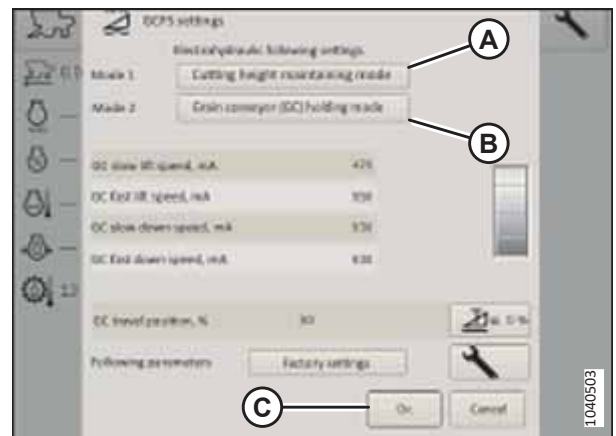 GCPS settings
A
Electrohydraulic following settings
Mode 1 Cutting height maintaining mode
Mode 2 Grain conveyor (GC) holding mode
B
GC slow lift speed, mA
GC fast lift speed, mA
GC slow down speed, mA
GC fast down speed, mA
GC travel position, %
Following parameters Factory settings
C
Ok Cancel
1040503